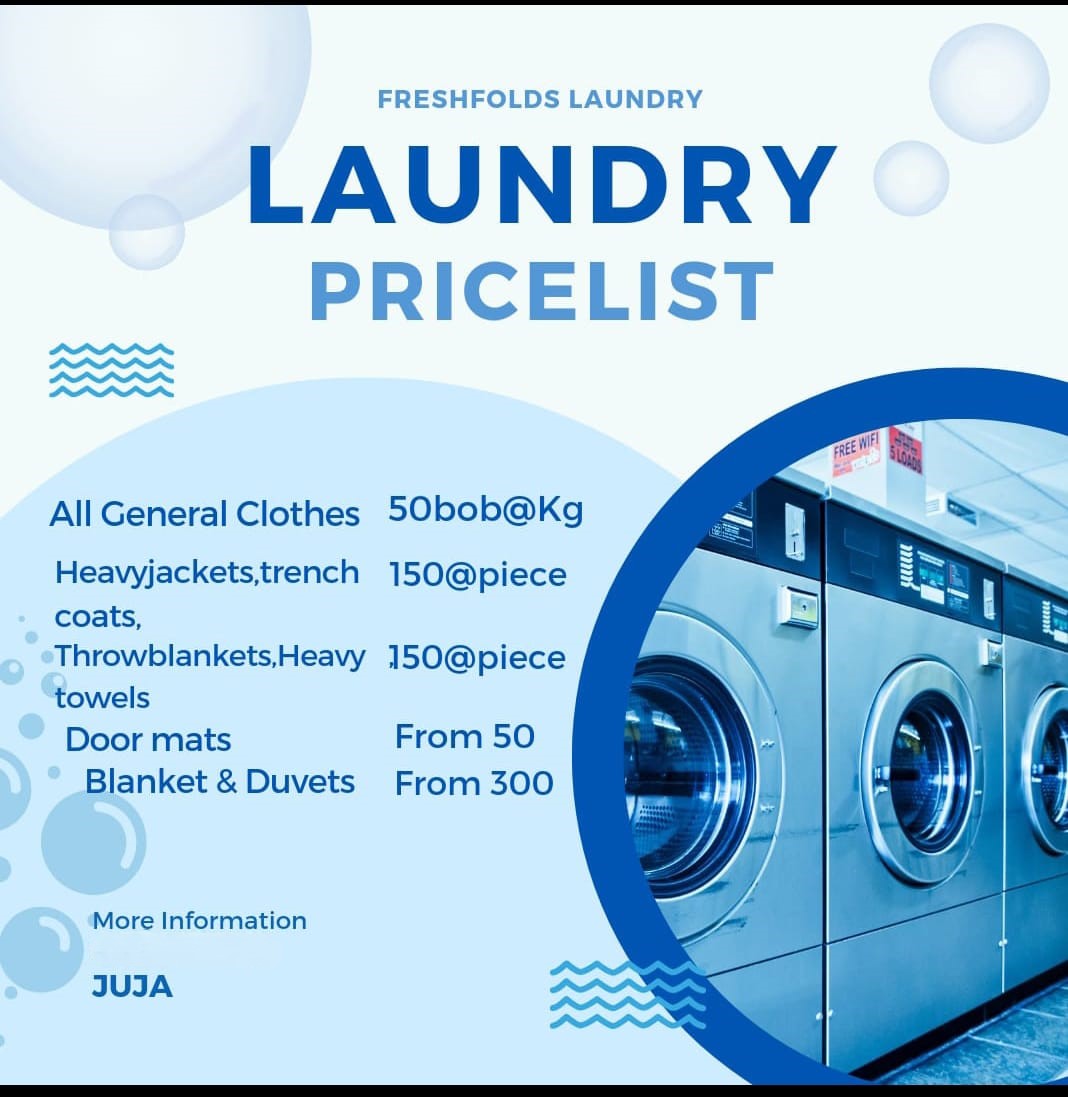 FRESHFOLDS LAUNDRY
LAUNDRY
PRICELIST
FREE WIFI
5 LOADS
All General Clothes 50bob@Kg
Heavyjackets,trench 150@piece
coats,
Throwblankets,Heavy 150@piece
towels
Door mats From 50
Blanket & Duvets From 300
More Information
JUJA